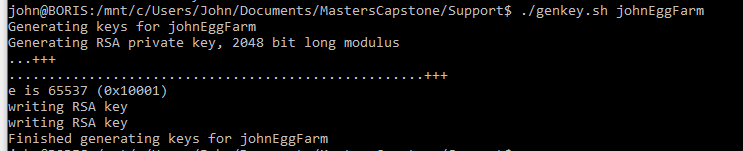 john@BORIS:/mnt/c/Users/John/Documents/MastersCapstone/Support$ ./genkey.sh johnEggFarm
Generating keys for johnEggFarm
Generating RSA private key, 2048 bit long modulus
...+++
.....................................................+++
e is 65537 (0x10001)
writing RSA key
writing RSA key
Finished generating keys for johnEggFarm